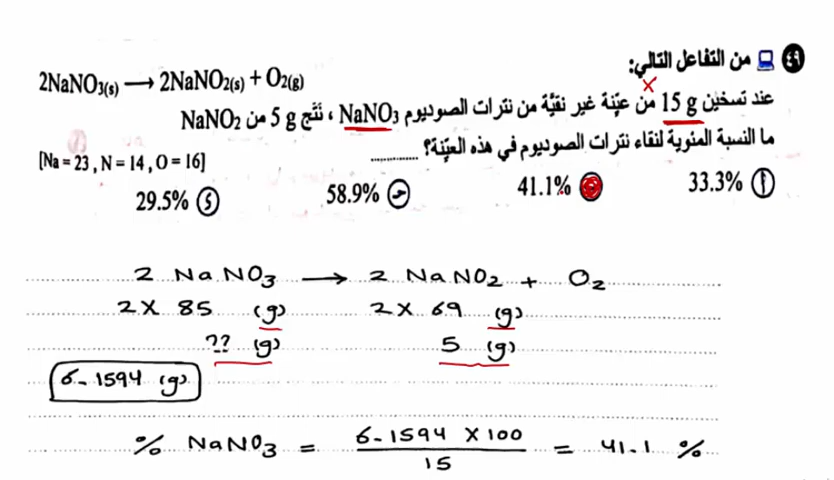 ٤٩ من التفاعل التالي:
2NaNO3(s) ⟶ 2NaNO2(s) + O2(g)
عند تسخين 15 g من عيّنة غير نقيَّة من نترات الصوديوم NaNO3 ، نَتَج 5 g من NaNO2
ما النسبة المئوية لنقاء نترات الصوديوم في هذه العيّنة؟ ............
[Na = 23 , N = 14 , O = 16]
أ 33.3% 41.1% ج 58.9% د 29.5%
2 NaNO3 ⟶ 2 NaNO2 + O2
2 X 85 (g) 2 X 69 (g)
?? (g) 5 (g)
6-1594 (g)
% NaNO3 = 6-1594 X 100 / 15 = 41.1 %